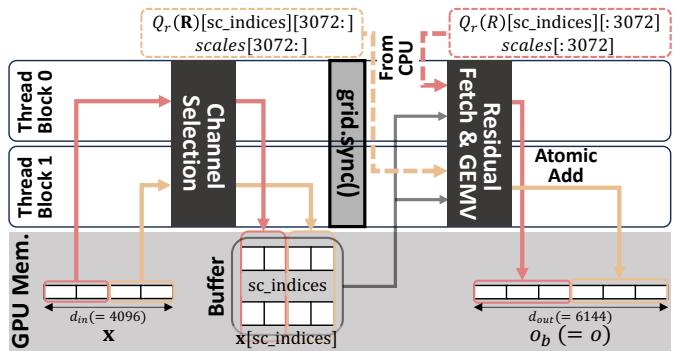 Q_r(R)[sc_indices][3072:]
scales[3072:]
Q_r(R)[sc_indices][:3072]
scales[:3072]
From
CPU
Thread
Block 0
Thread
Block 1
Channel
Selection
grid.sync()
Residual
Fetch & GEMV
Atomic
Add
GPU Mem.
Buffer
sc_indices
x[sc_indices]
d_in(= 4096)
x
d_out(= 6144)
o_b (= o)